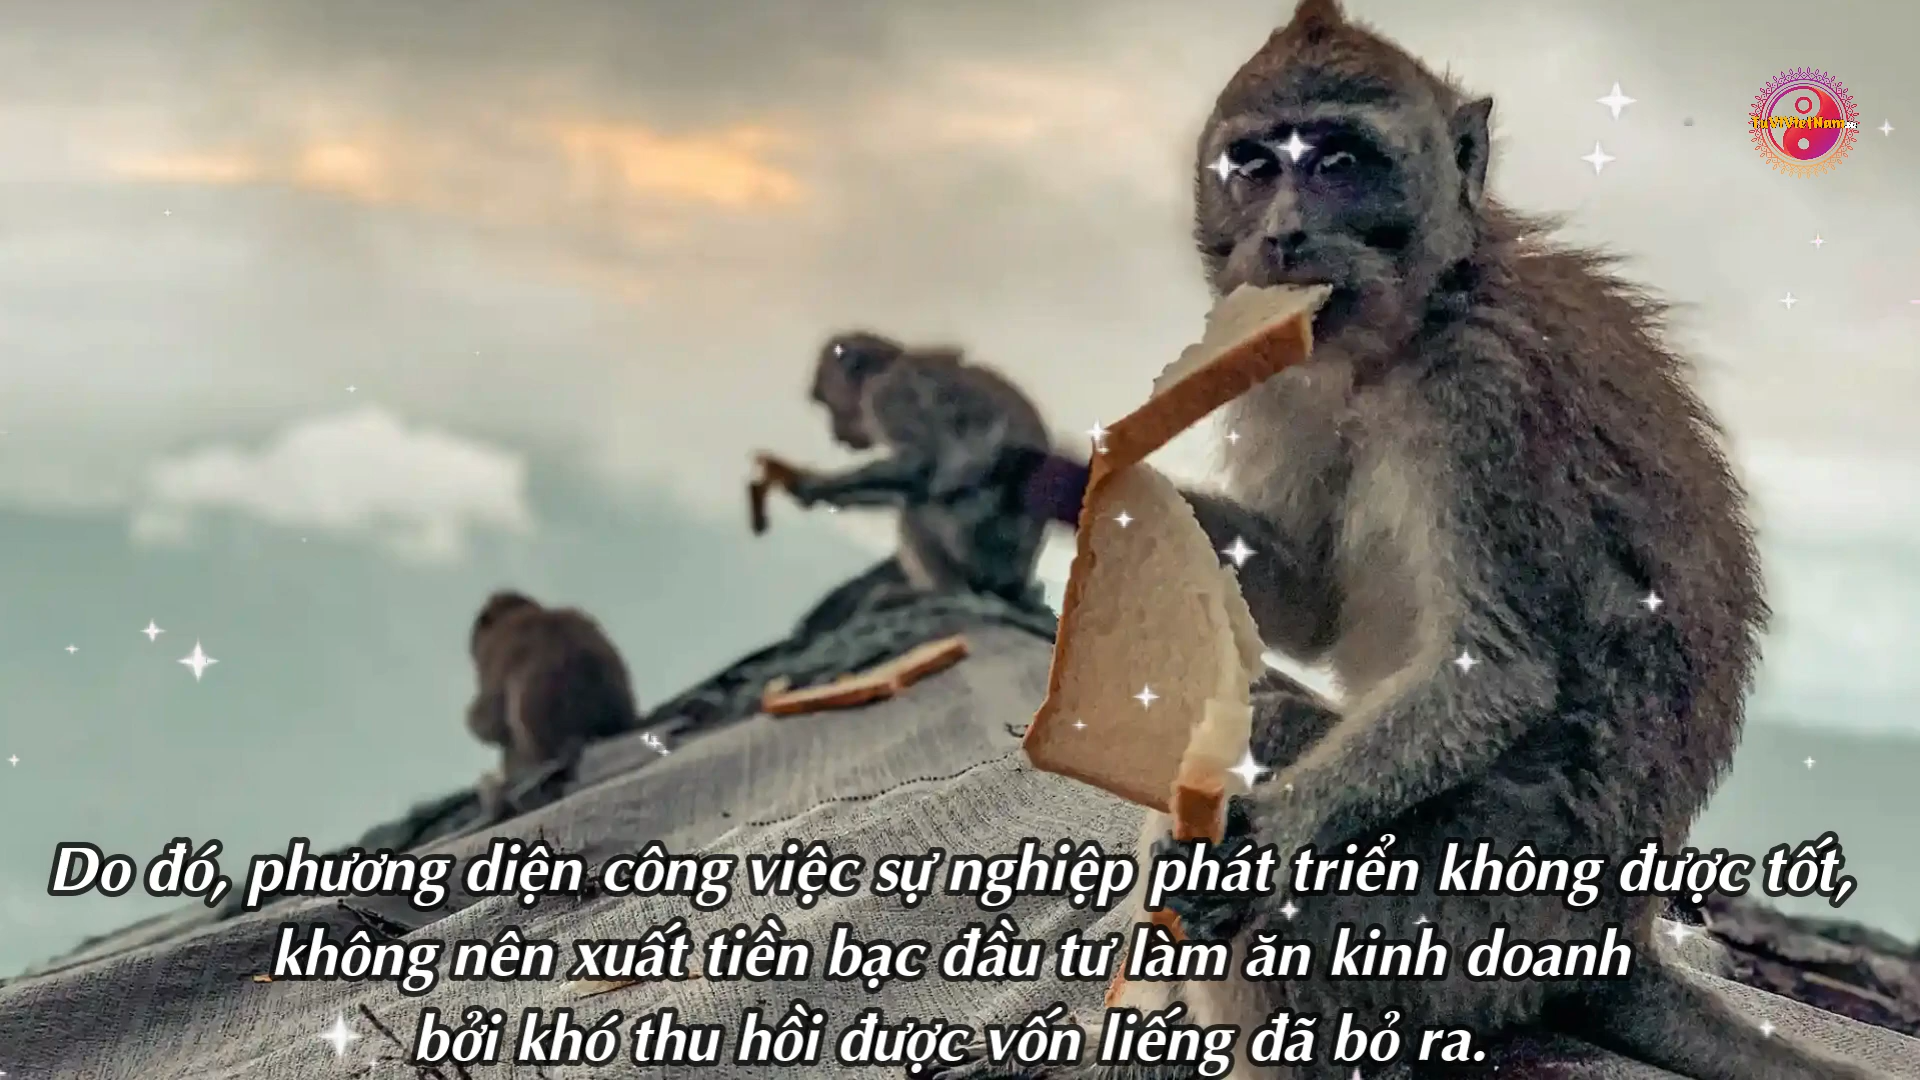 TuViVietNam
Do đó, phương diện công việc sự nghiệp phát triển không được tốt,
không nên xuất tiền bạc đầu tư làm ăn kinh doanh
bởi khó thu hồi được vốn liếng đã bỏ ra.